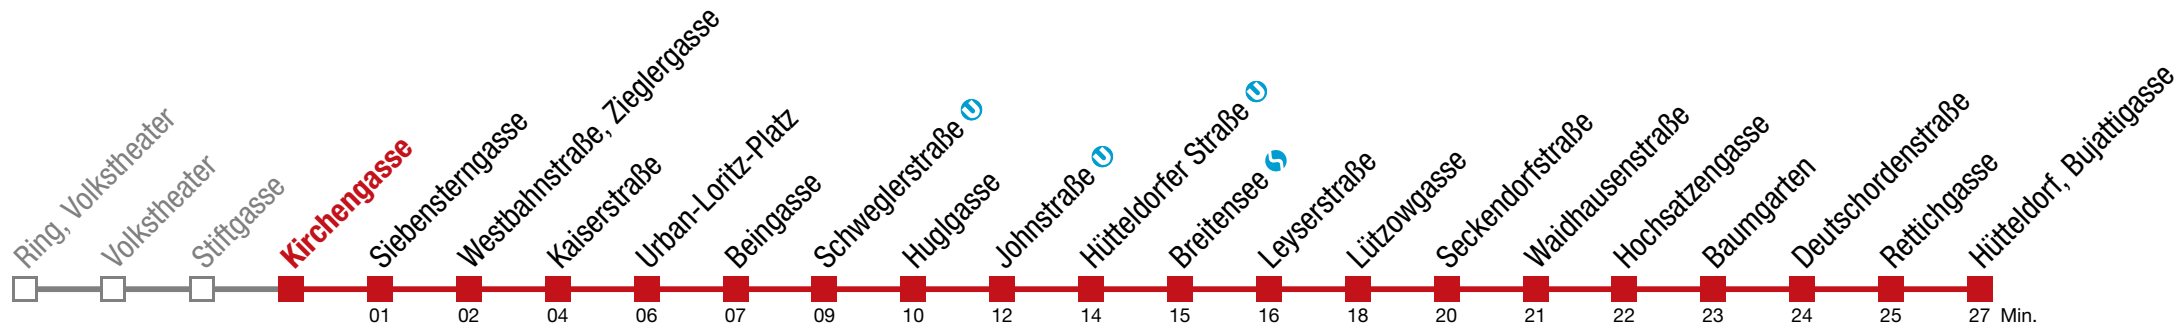 Ring, Volkstheater
Volkstheater
Stiftgasse
Kirchengasse
Siebensterngasse
Westbahnstraße, Zieglergasse
Kaiserstraße
Urban-Loritz-Platz
Beingasse
Schweglerstraße U
Huglgasse
Johnstraße U
Hütteldorfer Straße U
Breitensee S
Leyserstraße
Lützowgasse
Seckendorfstraße
Waidhausenstraße
Hochsatzengasse
Baumgarten
Deutschordenstraße
Rettichgasse
Hütteldorf, Bujattigasse
01 02 04 06 07 09 10 12 14 15 16 18 20 21 22 23 24 25 27 Min.